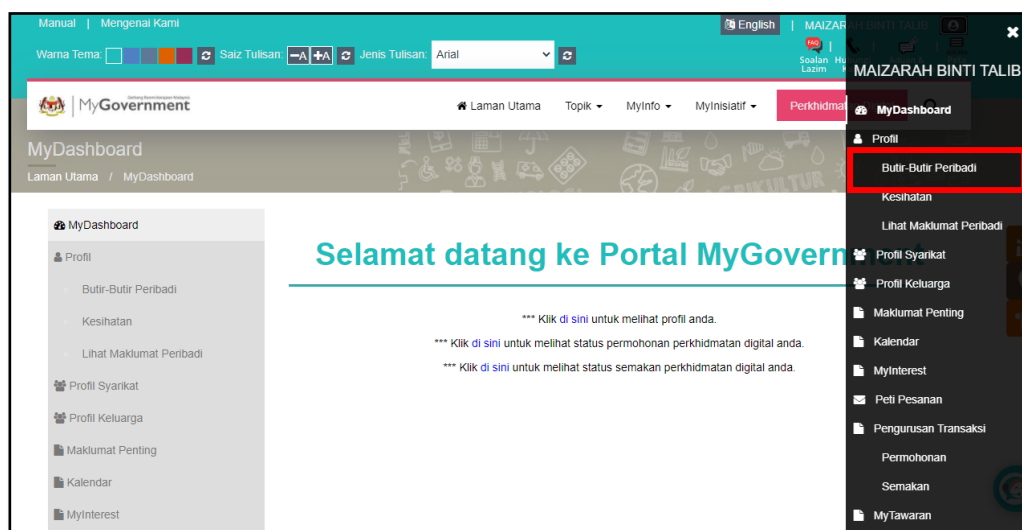 Manual | Mengenai Kami
English | MAIZARAH BINTI TALIB
Warna Tema:
Saiz Tulisan: -A +A
Jenis Tulisan: Arial
FAQ
Soalan Lazim
MyGovernment
Laman Utama Topik MyInfo MyInisiatif
MyDashboard
Laman Utama / MyDashboard
MyDashboard
Profil
Butir-Butir Peribadi
Kesihatan
Lihat Maklumat Peribadi
Profil Syarikat
Profil Keluarga
Maklumat Penting
Kalendar
MyInterest
Selamat datang ke Portal MyGovernment
*** Klik di sini untuk melihat profil anda.
*** Klik di sini untuk melihat status permohonan perkhidmatan digital anda.
*** Klik di sini untuk melihat status semakan perkhidmatan digital anda.
MAIZARAH BINTI TALIB
MyDashboard
Profil
Butir-Butir Peribadi
Kesihatan
Lihat Maklumat Peribadi
Profil Syarikat
Profil Keluarga
Maklumat Penting
Kalendar
MyInterest
Peti Pesanan
Pengurusan Transaksi
Permohonan
Semakan
MyTawaran